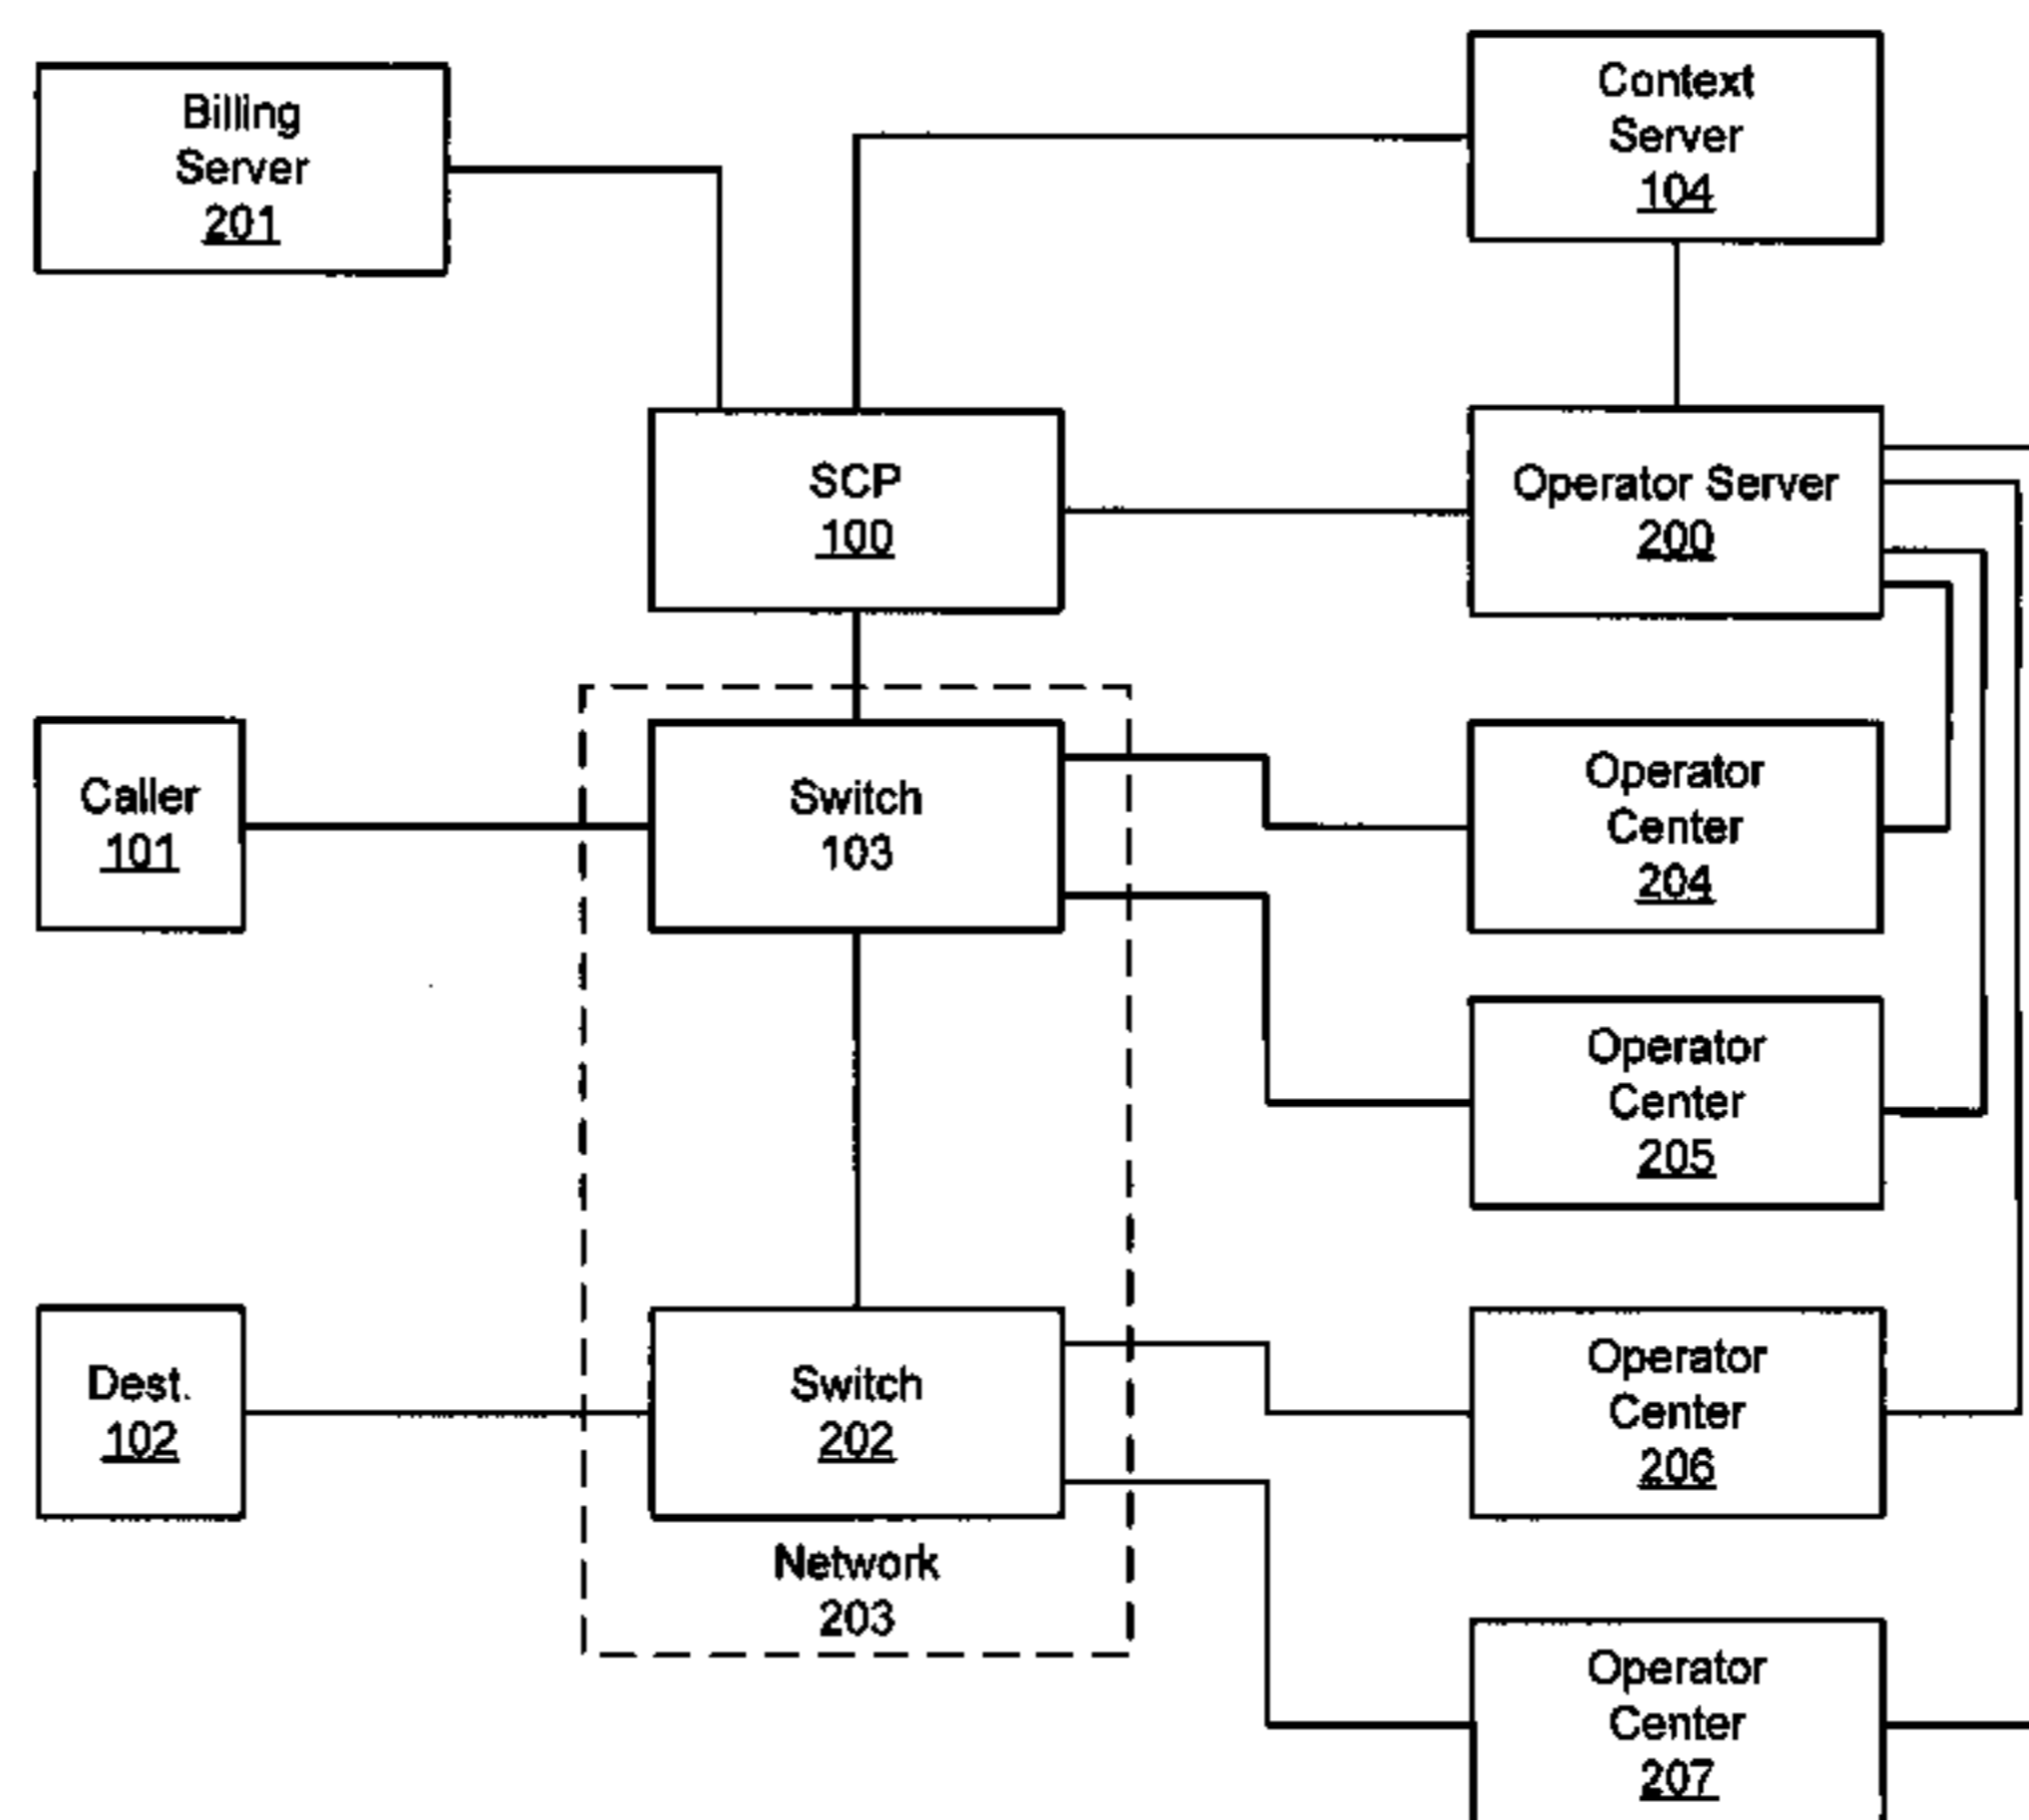 Billing
Server
201
Context
Server
104
SCP
100
Operator Server
200
Caller
101
Switch
103
Operator
Center
204
Operator
Center
205
Dest.
102
Switch
202
Operator
Center
206
Network
203
Operator
Center
207